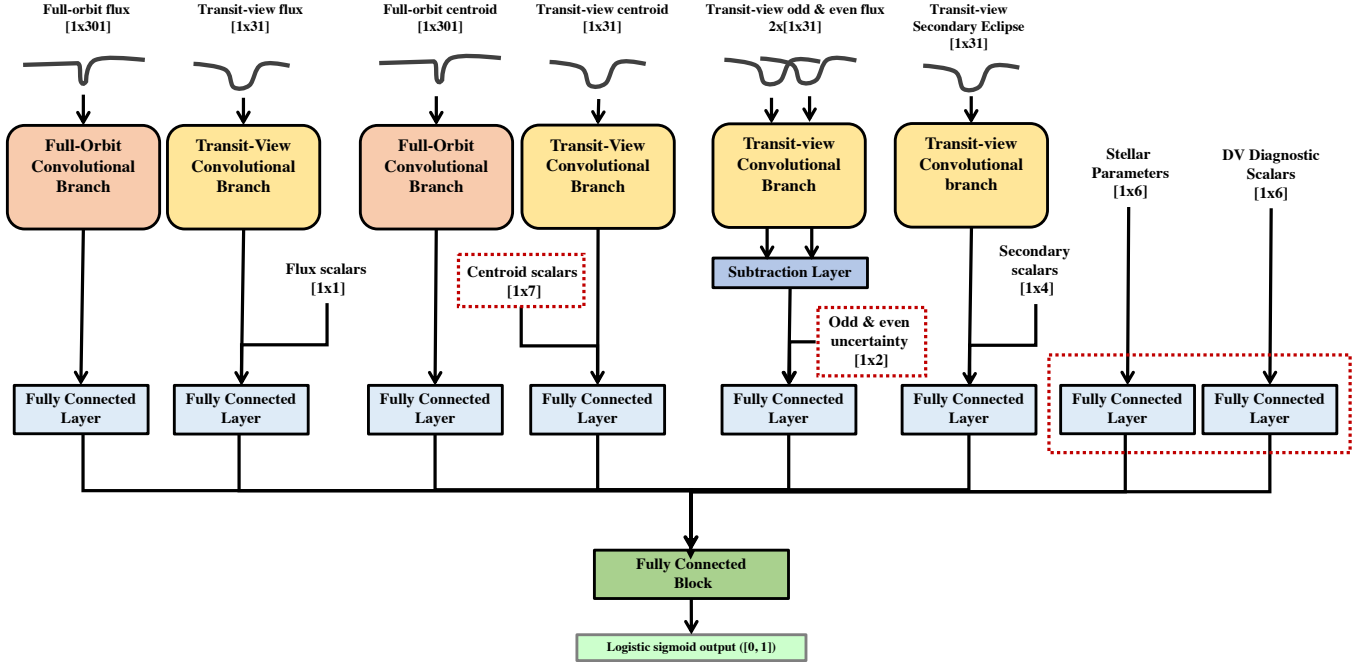 Full-orbit flux
[1x301]
Transit-view flux
[1x31]
Full-orbit centroid
[1x301]
Transit-view centroid
[1x31]
Transit-view odd & even flux
2x[1x31]
Transit-view
Secondary Eclipse
[1x31]
Full-Orbit
Convolutional
Branch
Transit-View
Convolutional
Branch
Full-Orbit
Convolutional
Branch
Transit-View
Convolutional
Branch
Transit-view
Convolutional
Branch
Transit-view
Convolutional
branch
Stellar
Parameters
[1x6]
DV Diagnostic
Scalars
[1x6]
Flux scalars
[1x1]
Centroid scalars
[1x7]
Subtraction Layer
Secondary
scalars
[1x4]
Odd & even
uncertainty
[1x2]
Fully Connected
Layer
Fully Connected
Layer
Fully Connected
Layer
Fully Connected
Layer
Fully Connected
Layer
Fully Connected
Layer
Fully Connected
Layer
Fully Connected
Layer
Fully Connected
Block
Logistic sigmoid output ([0, 1])